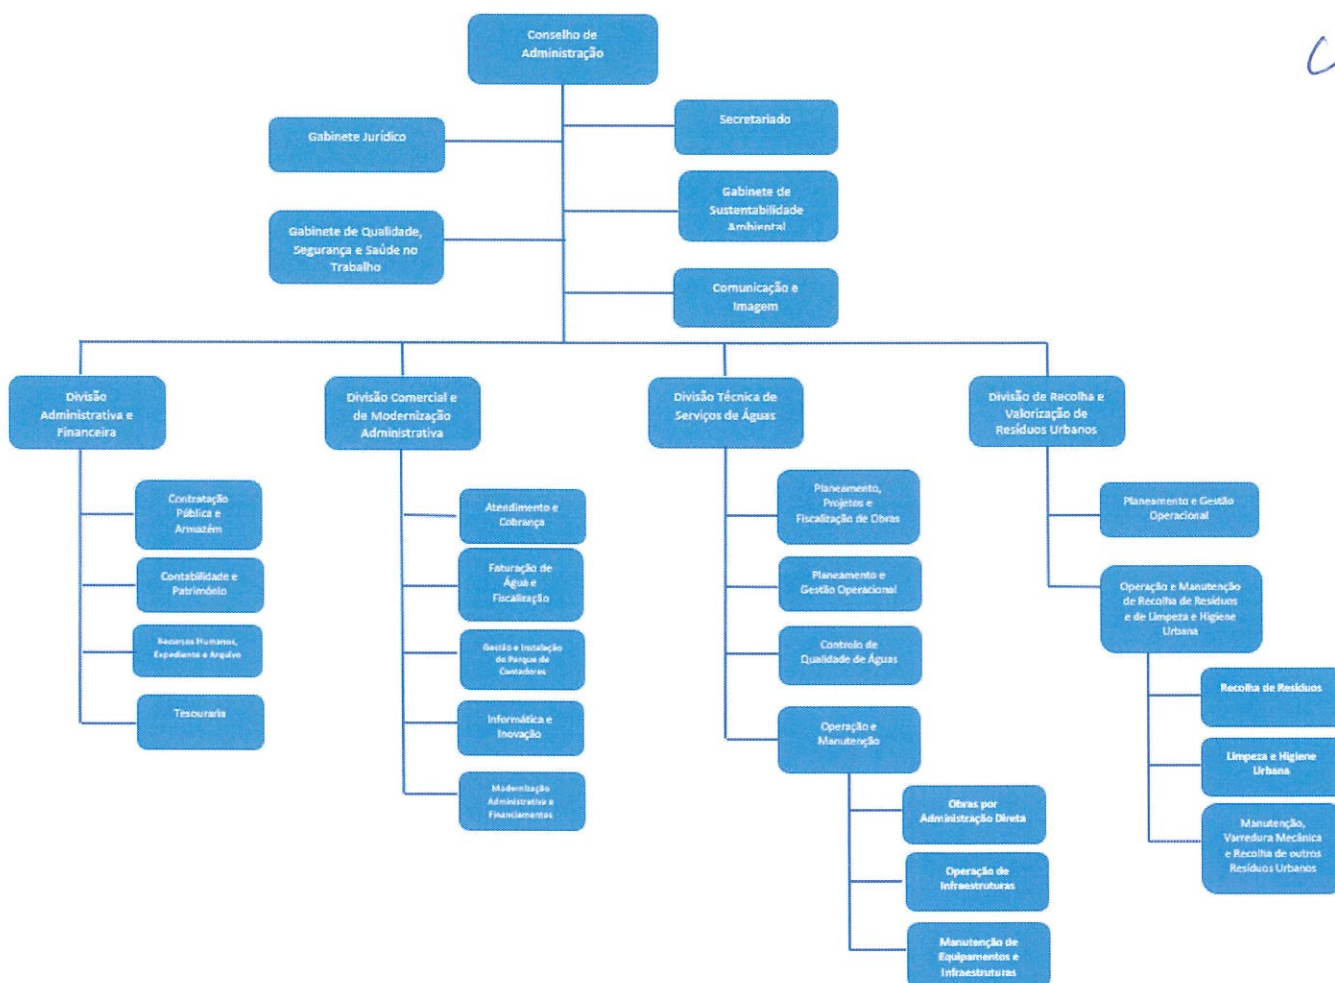 Conselho de
Administração
Gabinete Jurídico
Secretariado
Gabinete de
Sustentabilidade
Ambiental
Gabinete de Qualidade,
Segurança e Saúde no
Trabalho
Comunicação e
Imagem
Divisão
Administrativa e
Financeira
Divisão Comercial e
de Modernização
Administrativa
Divisão Técnica de
Serviços de Águas
Divisão de Recolha e
Valorização de
Resíduos Urbanos
Contratação
Pública e
Armazém
Contabilidade e
Património
Recursos Humanos,
Expediente e Arquivo
Tesouraria
Atendimento e
Cobrança
Faturação de
Água e
Fiscalização
Gestão e Instalação
do Parque de
Contadores
Informática e
Inovação
Modernização
Administrativa e
Financiamentos
Planeamento,
Projetos e
Fiscalização de Obras
Planeamento e
Gestão Operacional
Controlo de
Qualidade de Águas
Operação e
Manutenção
Obras por
Administração Direta
Operação de
Infraestruturas
Manutenção de
Equipamentos e
Infraestruturas
Planeamento e Gestão
Operacional
Operação e Manutenção
de Recolha de Resíduos
e de Limpeza e Higiene
Urbana
Recolha de Resíduos
Limpeza e Higiene
Urbana
Manutenção,
Varredura Mecânica
e Recolha de outros
Resíduos Urbanos